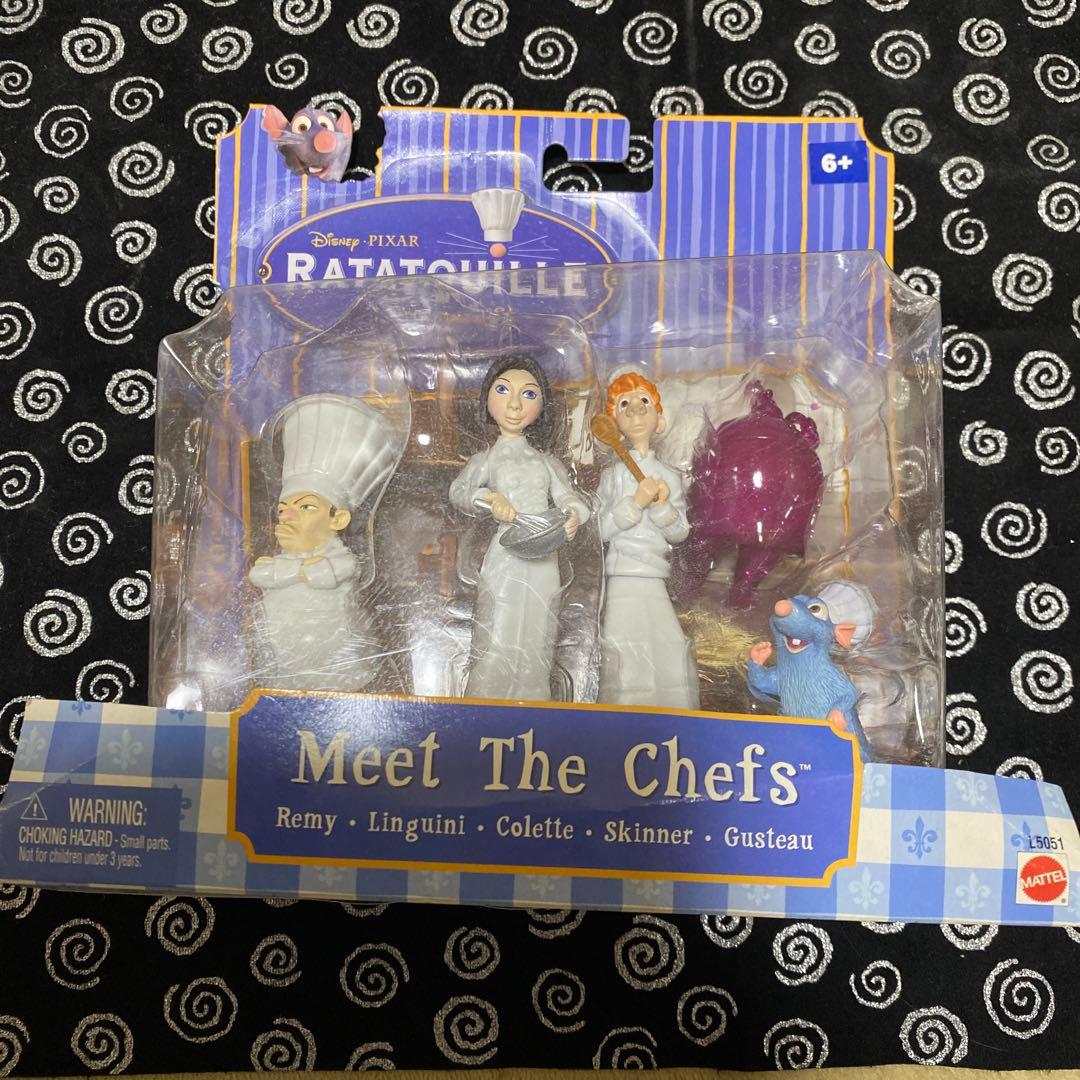 6+
Disney · PIXAR
RATATOUILLE
Meet The Chefs™
Remy · Linguini · Colette · Skinner · Gusteau
⚠ WARNING:
CHOKING HAZARD - Small parts.
Not for children under 3 years.
L5051
MATTEL